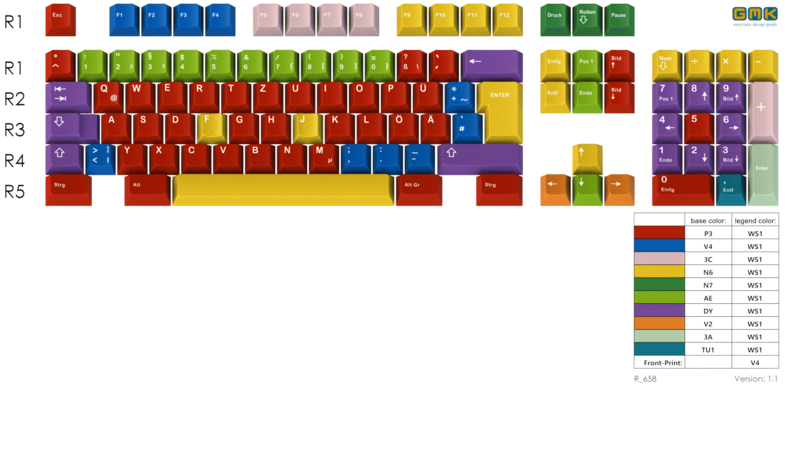 R1 Esc F1 F2 F3 F4 F5 F6 F7 F8 F9 F10 F11 F12 Druck Rollen Pause
GMK
electronic design gmbh
R1 ° ^ ! 1 " 2 ² § 3 ³ $ 4 % 5 & 6 / 7 { ( 8 [ ) 9 ] = 0 } ? ß \ ` ´ ← Einfg Pos 1 Bild ↑ Num ÷ × −
R2 Q @ W E R T Z U I O P Ü * + ~ ENTER Entf Ende Bild ↓ 7 Pos 1 8 ↑ 9 Bild ↑ +
R3 A S D F G H J K L Ö Ä ' # 4 ← 5 6 →
R4 > < | Y X C V B N M µ ; , : . _ - ↑ 1 Ende 2 ↓ 3 Bild ↓ Enter
R5 Strg Alt Alt Gr Strg ← ↓ → 0 Einfg , Entf
base color: legend color:
P3 WS1
V4 WS1
3C WS1
N6 WS1
N7 WS1
AE WS1
DY WS1
V2 WS1
3A WS1
TU1 WS1
Front-Print: V4
R_658 Version: 1.1